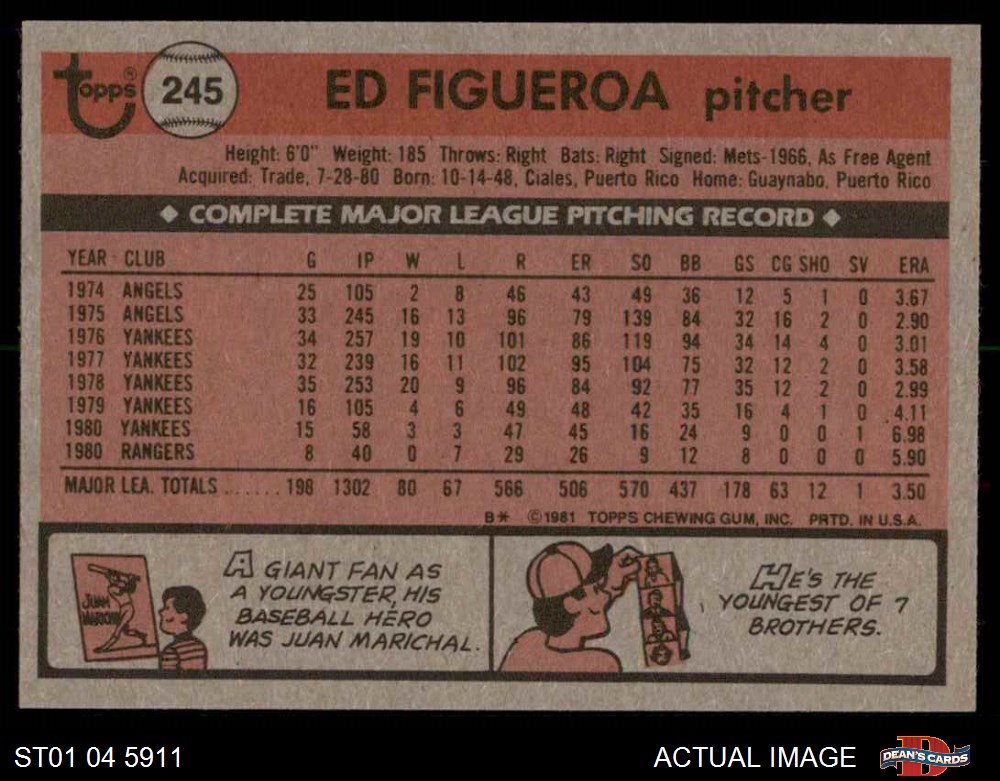 topps® 245 ED FIGUEROA pitcher
Height: 6'0" Weight: 185 Throws: Right Bats: Right Signed: Mets-1966, As Free Agent
Acquired: Trade, 7-28-80 Born: 10-14-48, Ciales, Puerto Rico Home: Guaynabo, Puerto Rico
◆ COMPLETE MAJOR LEAGUE PITCHING RECORD ◆
YEAR CLUB G IP W L R ER SO BB GS CG SHO SV ERA
1974 ANGELS 25 105 2 8 46 43 49 36 12 5 1 0 3.67
1975 ANGELS 33 245 16 13 96 79 139 84 32 16 2 0 2.90
1976 YANKEES 34 257 19 10 101 86 119 94 34 14 4 0 3.01
1977 YANKEES 32 239 16 11 102 95 104 75 32 12 2 0 3.58
1978 YANKEES 35 253 20 9 96 84 92 77 35 12 2 0 2.99
1979 YANKEES 16 105 4 6 49 48 42 35 16 4 1 0 4.11
1980 YANKEES 15 58 3 3 47 45 16 24 9 0 0 1 6.98
1980 RANGERS 8 40 0 7 29 26 9 12 8 0 0 0 5.90
MAJOR LEA. TOTALS ....... 198 1302 80 67 566 506 570 437 178 63 12 1 3.50
B* ©1981 TOPPS CHEWING GUM, INC. PRTD. IN U.S.A.
JUAN
MARICHAL
A GIANT FAN AS
A YOUNGSTER, HIS
BASEBALL HERO
WAS JUAN MARICHAL.
HE'S THE
YOUNGEST OF 7
BROTHERS.
ST01 04 5911
ACTUAL IMAGE
DEAN'S CARDS